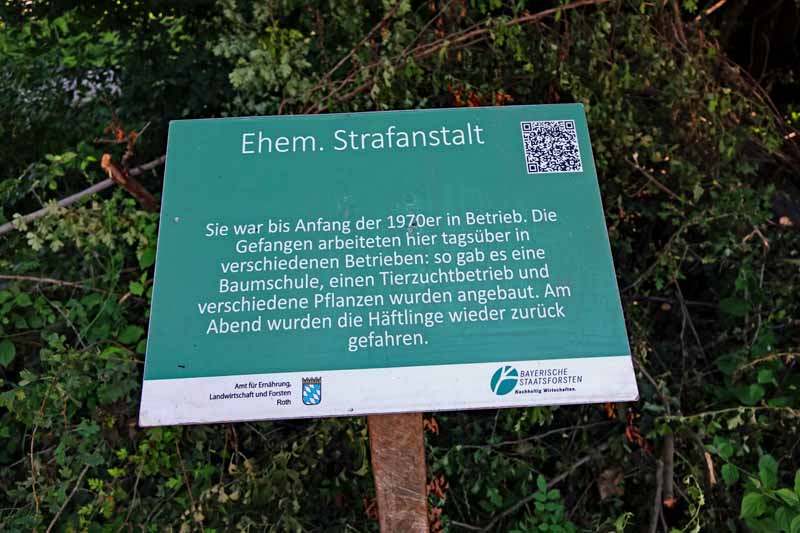 Ehem. Strafanstalt
Sie war bis Anfang der 1970er in Betrieb. Die
Gefangen arbeiteten hier tagsüber in
verschiedenen Betrieben: so gab es eine
Baumschule, einen Tierzuchtbetrieb und
verschiedene Pflanzen wurden angebaut. Am
Abend wurden die Häftlinge wieder zurück
gefahren.
Amt für Ernährung,
Landwirtschaft und Forsten
Roth
BAYERISCHE
STAATSFORSTEN
Nachhaltig Wirtschaften.